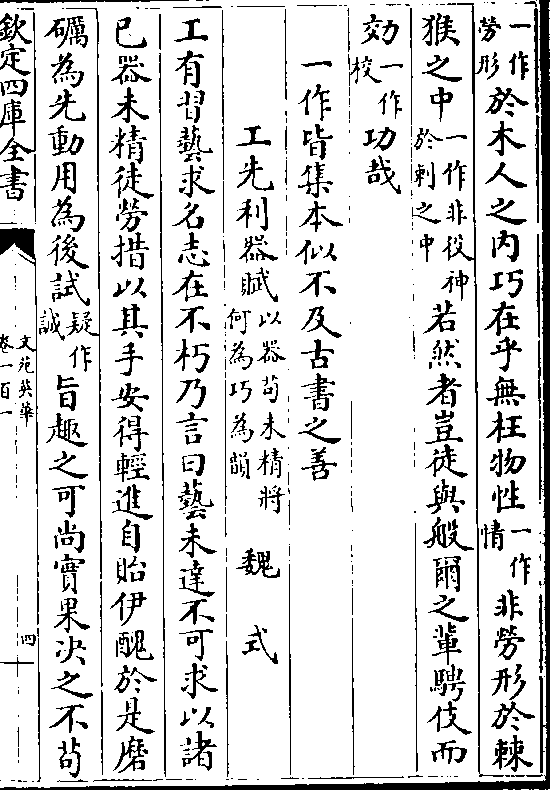 一作勞形於木人之内巧在乎無枉物性一作情非勞形於棘
猴之中一作非役神於刺之中若然者豈徒與般爾之輩騁伎而
効一作校功哉
一作皆集本似不及古書之善
工先利器賦以器苟未精將何為巧為韻 魏式
工有習藝求名志在不朽乃言曰藝未達不可求以諸
已器未精徒勞措以其手安得輕進自貽伊醜於是磨
礪為先動用為後試疑作誠旨趣之可尚實果决之不苟
欽定四庫全書
文苑英華
卷一百一
四